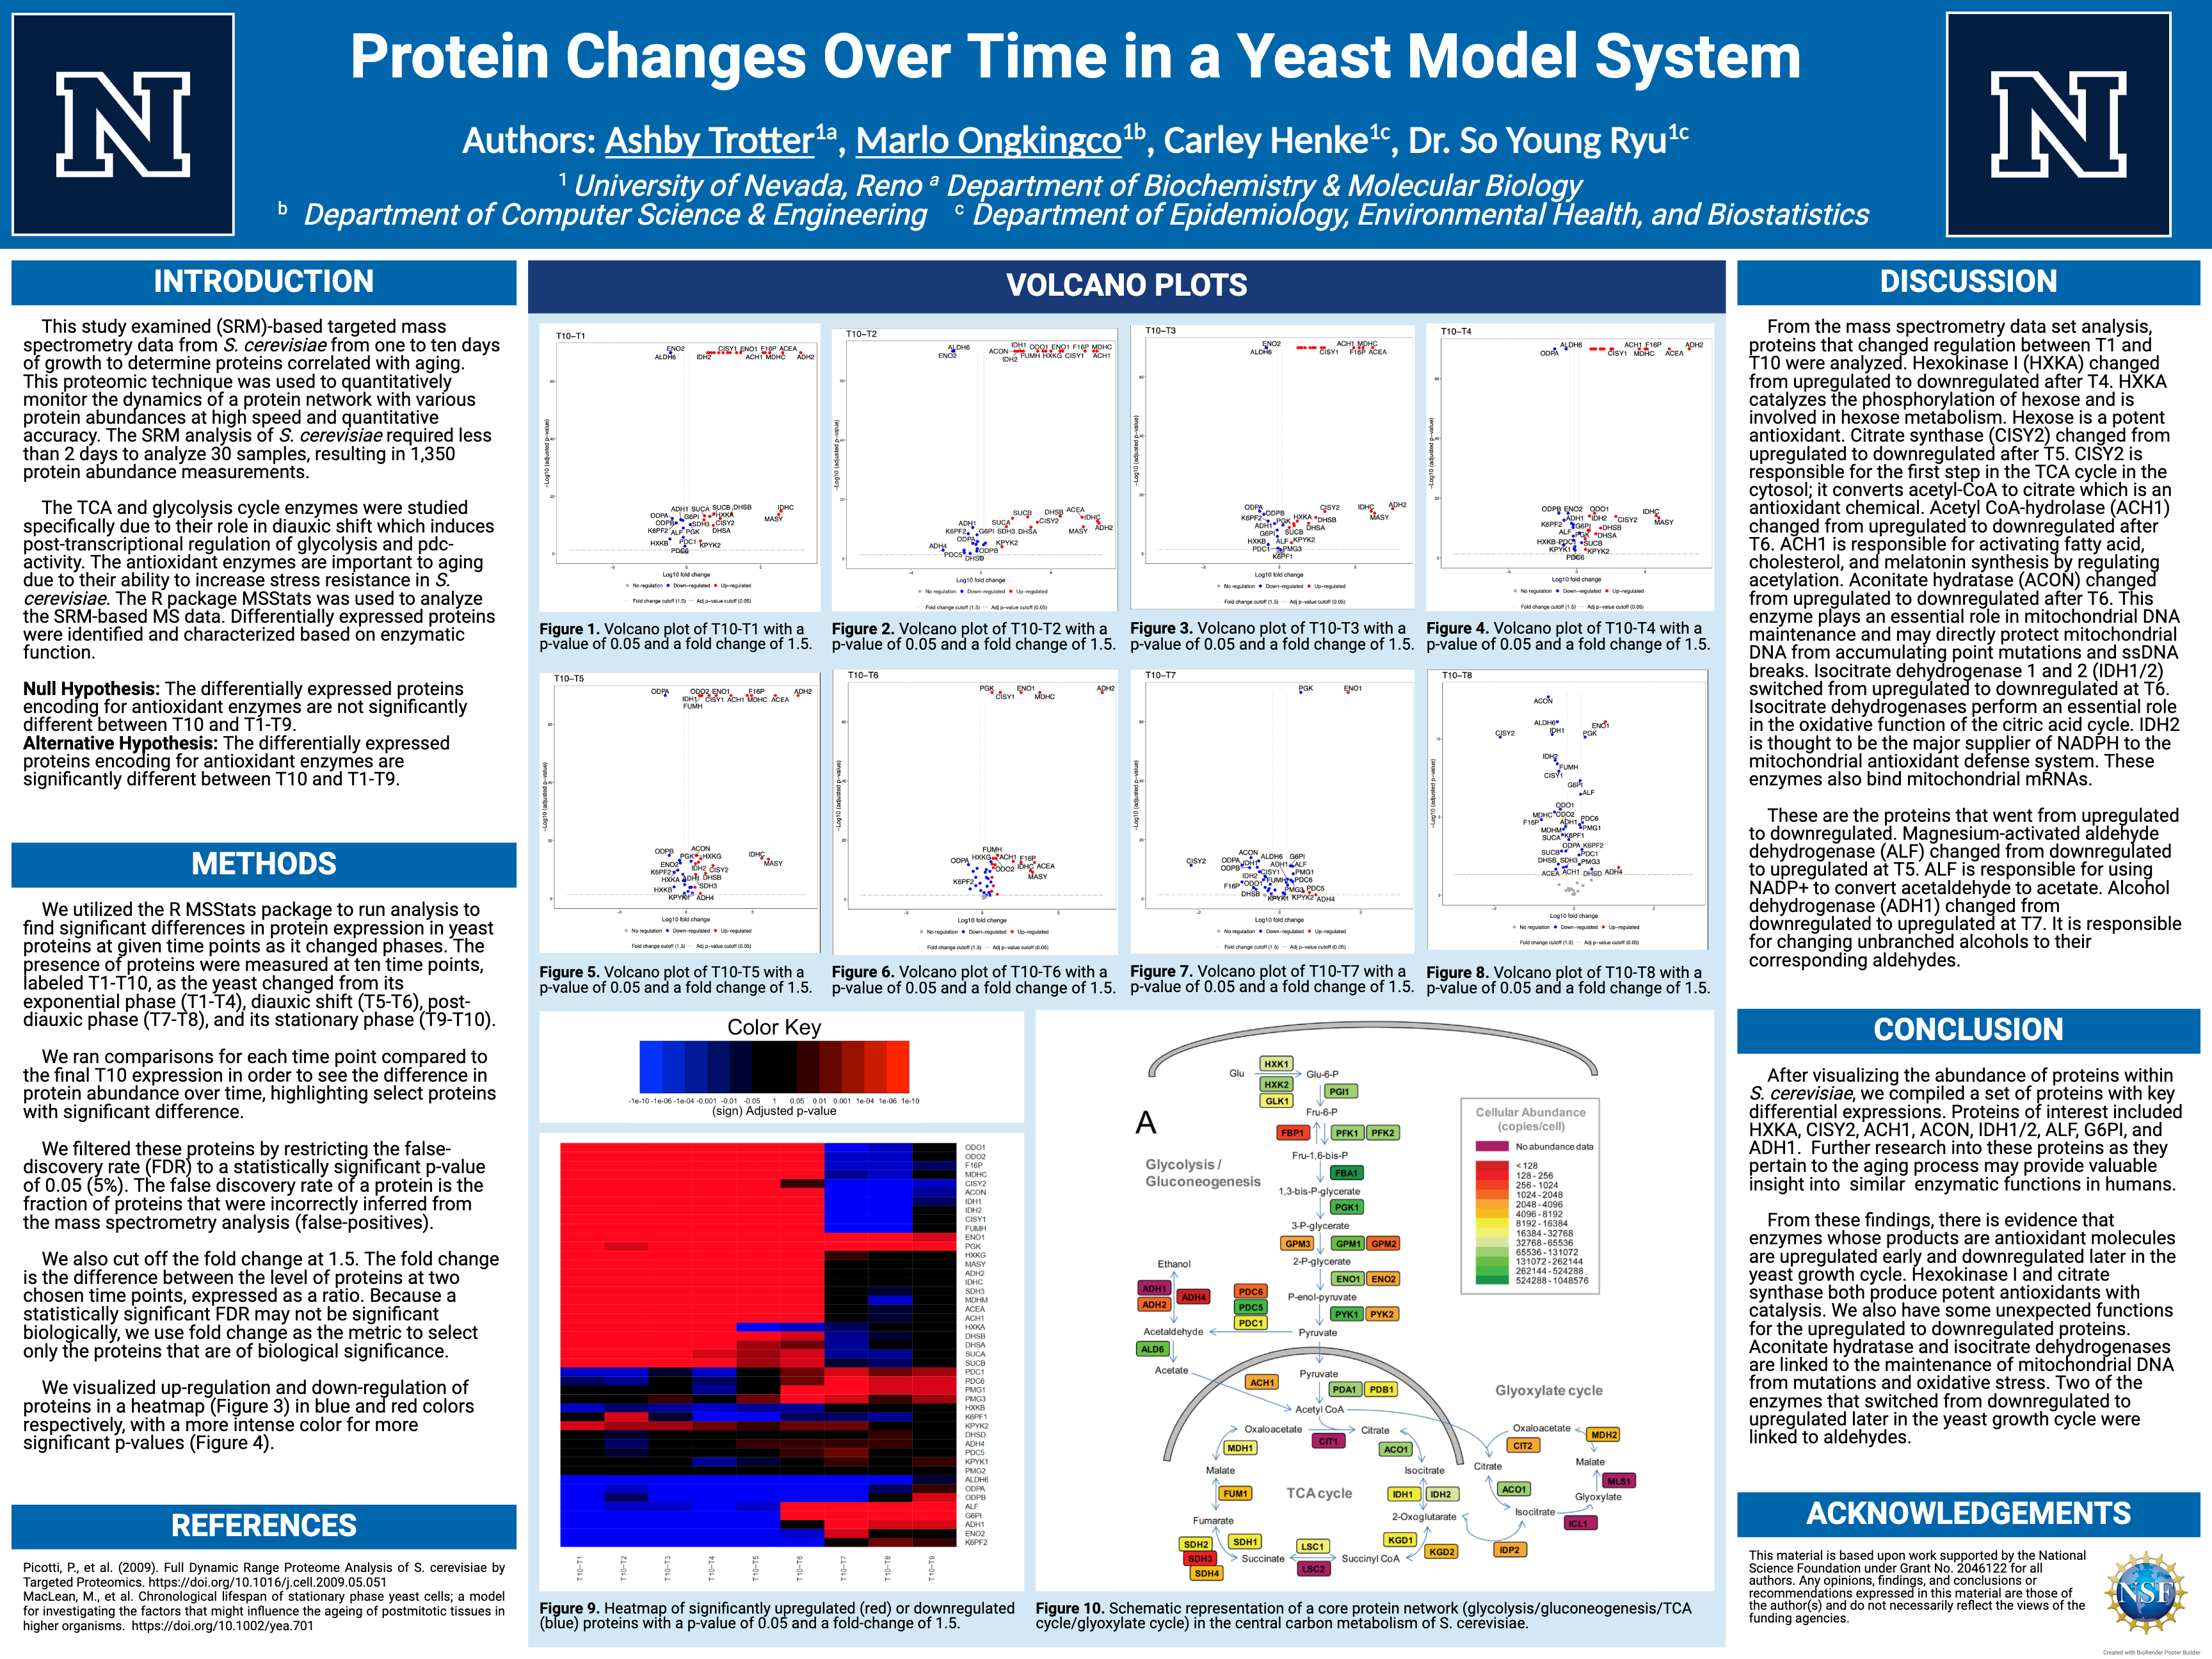 Protein Changes Over Time in a Yeast Model System
Authors: Ashby Trotter1a, Marlo Ongkingco1b, Carley Henke1c, Dr. So Young Ryu1c
1 University of Nevada, Reno a Department of Biochemistry & Molecular Biology
b Department of Computer Science & Engineering c Department of Epidemiology, Environmental Health, and Biostatistics
INTRODUCTION
This study examined (SRM)-based targeted mass
spectrometry data from S. cerevisiae from one to ten days
of growth to determine proteins correlated with aging.
This proteomic technique was used to quantitatively
monitor the dynamics of a protein network with various
protein abundances at high speed and quantitative
accuracy. The SRM analysis of S. cerevisiae required less
than 2 days to analyze 30 samples, resulting in 1,350
protein abundance measurements.
The TCA and glycolysis cycle enzymes were studied
specifically due to their role in diauxic shift which induces
post-transcriptional regulation of glycolysis and pdc-
activity. The antioxidant enzymes are important to aging
due to their ability to increase stress resistance in S.
cerevisiae. The R package MSStats was used to analyze
the SRM-based MS data. Differentially expressed proteins
were identified and characterized based on enzymatic
function.
Null Hypothesis: The differentially expressed proteins
encoding for antioxidant enzymes are not significantly
different between T10 and T1-T9.
Alternative Hypothesis: The differentially expressed
proteins encoding for antioxidant enzymes are
significantly different between T10 and T1-T9.
METHODS
We utilized the R MSStats package to run analysis to
find significant differences in protein expression in yeast
proteins at given time points as it changed phases. The
presence of proteins were measured at ten time points,
labeled T1-T10, as the yeast changed from its
exponential phase (T1-T4), diauxic shift (T5-T6), post-
diauxic phase (T7-T8), and its stationary phase (T9-T10).
We ran comparisons for each time point compared to
the final T10 expression in order to see the difference in
protein abundance over time, highlighting select proteins
with significant difference.
We filtered these proteins by restricting the false-
discovery rate (FDR) to a statistically significant p-value
of 0.05 (5%). The false discovery rate of a protein is the
fraction of proteins that were incorrectly inferred from
the mass spectrometry analysis (false-positives).
We also cut off the fold change at 1.5. The fold change
is the difference between the level of proteins at two
chosen time points, expressed as a ratio. Because a
statistically significant FDR may not be significant
biologically, we use fold change as the metric to select
only the proteins that are of biological significance.
We visualized up-regulation and down-regulation of
proteins in a heatmap (Figure 3) in blue and red colors
respectively, with a more intense color for more
significant p-values (Figure 4).
REFERENCES
Picotti, P., et al. (2009). Full Dynamic Range Proteome Analysis of S. cerevisiae by
Targeted Proteomics. https://doi.org/10.1016/j.cell.2009.05.051
MacLean, M., et al. Chronological lifespan of stationary phase yeast cells; a model
for investigating the factors that might influence the ageing of postmitotic tissues in
higher organisms. https://doi.org/10.1002/yea.701
VOLCANO PLOTS
T10-T1
T10-T2
T10-T3
T10-T4
Log10 fold change
No regulation Down-regulated Up-regulated
Fold change cutoff (1.5) Adj p-value cutoff (0.05)
Figure 1. Volcano plot of T10-T1 with a
p-value of 0.05 and a fold change of 1.5.
Figure 2. Volcano plot of T10-T2 with a
p-value of 0.05 and a fold change of 1.5.
Figure 3. Volcano plot of T10-T3 with a
p-value of 0.05 and a fold change of 1.5.
Figure 4. Volcano plot of T10-T4 with a
p-value of 0.05 and a fold change of 1.5.
T10-T5
T10-T6
T10-T7
T10-T8
Figure 5. Volcano plot of T10-T5 with a
p-value of 0.05 and a fold change of 1.5.
Figure 6. Volcano plot of T10-T6 with a
p-value of 0.05 and a fold change of 1.5.
Figure 7. Volcano plot of T10-T7 with a
p-value of 0.05 and a fold change of 1.5.
Figure 8. Volcano plot of T10-T8 with a
p-value of 0.05 and a fold change of 1.5.
Color Key
-1e-10 -1e-06 -1e-04 -0.001 -0.01 -0.05 1 0.05 0.01 0.001 1e-04 1e-06 1e-10
(sign) Adjusted p-value
ODO1
ODO2
F16P
MDHC
CISY2
ACON
IDH1
IDH2
CISY1
FUMH
ENO1
PGK
HXKG
MASY
ADH2
IDHC
SDH3
MDHM
ACEA
ACH1
HXKA
DHSB
DHSA
SUCA
SUCB
PDC1
PDC6
PMG1
PMG3
HXKB
K6PF1
KPYK2
DHSD
ADH4
PDC5
KPYK1
PMG2
ALDH6
ODPA
ODPB
ALF
G6PI
ADH1
ENO2
K6PF2
T10-T1
T10-T2
T10-T3
T10-T4
T10-T5
T10-T6
T10-T7
T10-T8
T10-T9
Figure 9. Heatmap of significantly upregulated (red) or downregulated
(blue) proteins with a p-value of 0.05 and a fold-change of 1.5.
A
Glycolysis /
Gluconeogenesis
HXK1
Glu
Glu-6-P
HXK2
GLK1
PGI1
Fru-6-P
FBP1
PFK1
PFK2
Fru-1,6-bis-P
FBA1
1,3-bis-P-glycerate
PGK1
3-P-glycerate
GPM3
GPM1
GPM2
2-P-glycerate
Ethanol
ENO1
ENO2
ADH1
ADH2
ADH4
PDC6
PDC5
PDC1
P-enol-pyruvate
PYK1
PYK2
Acetaldehyde
Pyruvate
ALD6
Acetate
ACH1
Pyruvate
PDA1
PDB1
Acetyl CoA
Glyoxylate cycle
Oxaloacetate
Citrate
CIT1
MDH1
ACO1
Malate
Isocitrate
FUM1
TCA cycle
IDH1
IDH2
Fumarate
2-Oxoglutarate
SDH2
SDH1
SDH3
SDH4
Succinate
LSC1
LSC2
Succinyl CoA
KGD1
KGD2
Oxaloacetate
MDH2
CIT2
Malate
Citrate
MLS1
ACO1
Glyoxylate
Isocitrate
ICL1
IDP2
Cellular Abundance
(copies/cell)
No abundance data
< 128
128 - 256
256 - 1024
1024 - 2048
2048 - 4096
4096 - 8192
8192 - 16384
16384 - 32768
32768 - 65536
65536 - 131072
131072 - 262144
262144 - 524288
524288 - 1048576
Figure 10. Schematic representation of a core protein network (glycolysis/gluconeogenesis/TCA
cycle/glyoxylate cycle) in the central carbon metabolism of S. cerevisiae.
DISCUSSION
From the mass spectrometry data set analysis,
proteins that changed regulation between T1 and
T10 were analyzed. Hexokinase I (HXKA) changed
from upregulated to downregulated after T4. HXKA
catalyzes the phosphorylation of hexose and is
involved in hexose metabolism. Hexose is a potent
antioxidant. Citrate synthase (CISY2) changed from
upregulated to downregulated after T5. CISY2 is
responsible for the first step in the TCA cycle in the
cytosol; it converts acetyl-CoA to citrate which is an
antioxidant chemical. Acetyl CoA-hydrolase (ACH1)
changed from upregulated to downregulated after
T6. ACH1 is responsible for activating fatty acid,
cholesterol, and melatonin synthesis by regulating
acetylation. Aconitate hydratase (ACON) changed
from upregulated to downregulated after T6. This
enzyme plays an essential role in mitochondrial DNA
maintenance and may directly protect mitochondrial
DNA from accumulating point mutations and ssDNA
breaks. Isocitrate dehydrogenase 1 and 2 (IDH1/2)
switched from upregulated to downregulated at T6.
Isocitrate dehydrogenases perform an essential role
in the oxidative function of the citric acid cycle. IDH2
is thought to be the major supplier of NADPH to the
mitochondrial antioxidant defense system. These
enzymes also bind mitochondrial mRNAs.
These are the proteins that went from upregulated
to downregulated. Magnesium-activated aldehyde
dehydrogenase (ALF) changed from downregulated
to upregulated at T5. ALF is responsible for using
NADP+ to convert acetaldehyde to acetate. Alcohol
dehydrogenase (ADH1) changed from
downregulated to upregulated at T7. It is responsible
for changing unbranched alcohols to their
corresponding aldehydes.
CONCLUSION
After visualizing the abundance of proteins within
S. cerevisiae, we compiled a set of proteins with key
differential expressions. Proteins of interest included
HXKA, CISY2, ACH1, ACON, IDH1/2, ALF, G6PI, and
ADH1. Further research into these proteins as they
pertain to the aging process may provide valuable
insight into similar enzymatic functions in humans.
From these findings, there is evidence that
enzymes whose products are antioxidant molecules
are upregulated early and downregulated later in the
yeast growth cycle. Hexokinase I and citrate
synthase both produce potent antioxidants with
catalysis. We also have some unexpected functions
for the upregulated to downregulated proteins.
Aconitate hydratase and isocitrate dehydrogenases
are linked to the maintenance of mitochondrial DNA
from mutations and oxidative stress. Two of the
enzymes that switched from downregulated to
upregulated later in the yeast growth cycle were
linked to aldehydes.
ACKNOWLEDGEMENTS
This material is based upon work supported by the National
Science Foundation under Grant No. 2046122 for all
authors. Any opinions, findings, and conclusions or
recommendations expressed in this material are those of
the author(s) and do not necessarily reflect the views of the
funding agencies.
NSF
Created with BioRender Poster Builder